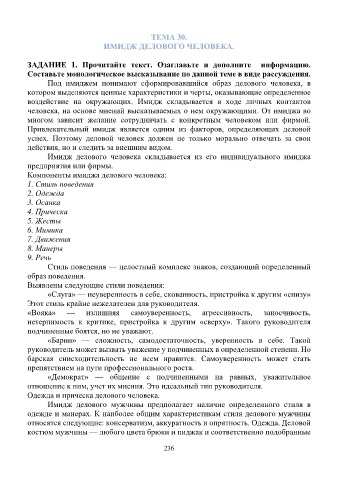 ТЕМА 30.
ИМИДЖ ДЕЛОВОГО ЧЕЛОВЕКА.
ЗАДАНИЕ 1. Прочитайте текст. Озаглавьте и дополните информацию.
Составьте монологическое высказывание по данной теме в виде рассуждения.
Под имиджем понимают сформировавшийся образ делового человека, в
котором выделяются ценные характеристики и черты, оказывающие определенное
воздействие на окружающих. Имидж складывается в ходе личных контактов
человека, на основе мнений высказываемых о нем окружающими. От имиджа во
многом зависит желание сотрудничать с конкретным человеком или фирмой.
Привлекательный имидж является одним из факторов, определяющих деловой
успех. Поэтому деловой человек должен не только морально отвечать за свои
действия, но и следить за внешним видом.
Имидж делового человека складывается из его индивидуального имиджа
предприятия или фирмы.
Компоненты имиджа делового человека:
1. Стиль поведения
2. Одежда
3. Осанка
4. Прическа
5. Жесты
6. Мимика
7. Движения
8. Манеры
9. Речь
Стиль поведения — целостный комплекс знаков, создающий определенный
образ поведения.
Выявлены следующие стили поведения:
«Слуга» — неуверенность в себе, скованность, пристройка к другим «снизу»
Этот стиль крайне нежелателен для руководителя.
«Вояка» — излишняя самоуверенность, агрессивность, заносчивость,
нетерпимость к критике, пристройка к другим «сверху». Такого руководителя
подчиненные боятся, но не уважают.
«Барин» — сложность, самодостаточность, уверенность в себе. Такой
руководитель может вызвать уважение у подчиненных в определенной степени. Но
барская снисходительность не всем нравится. Самоуверенность может стать
препятствием на пути профессионального роста.
«Демократ» — общение с подчиненными на равных, уважительное
отношение к ним, учет их мнения. Это идеальный тип руководителя.
Одежда и прическа делового человека.
Имидж делового мужчины предполагает наличие определенного стиля в
одежде и манерах. К наиболее общим характеристикам стиля делового мужчины
относятся следующие: консерватизм, аккуратность и опрятность. Одежда. Деловой
костюм мужчины — любого цвета брюки и пиджак и соответственно подобранные
236